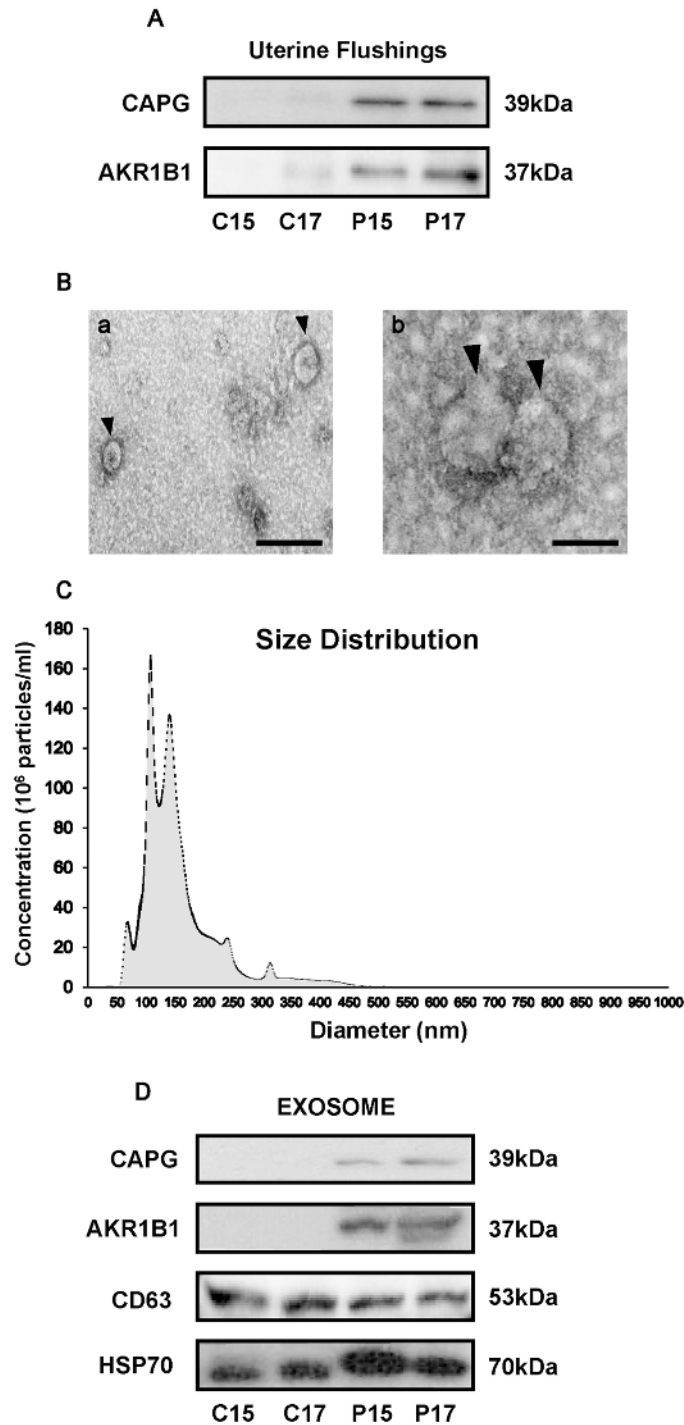 A
Uterine Flushings
CAPG 39kDa
AKR1B1 37kDa
C15 C17 P15 P17
B
a b
C
Size Distribution
Concentration (10⁶ particles/ml)
180
160
140
120
100
80
60
40
20
0
0 50 100 150 200 250 300 350 400 450 500 550 600 650 700 750 800 850 900 950 1000
Diameter (nm)
D
EXOSOME
CAPG 39kDa
AKR1B1 37kDa
CD63 53kDa
HSP70 70kDa
C15 C17 P15 P17